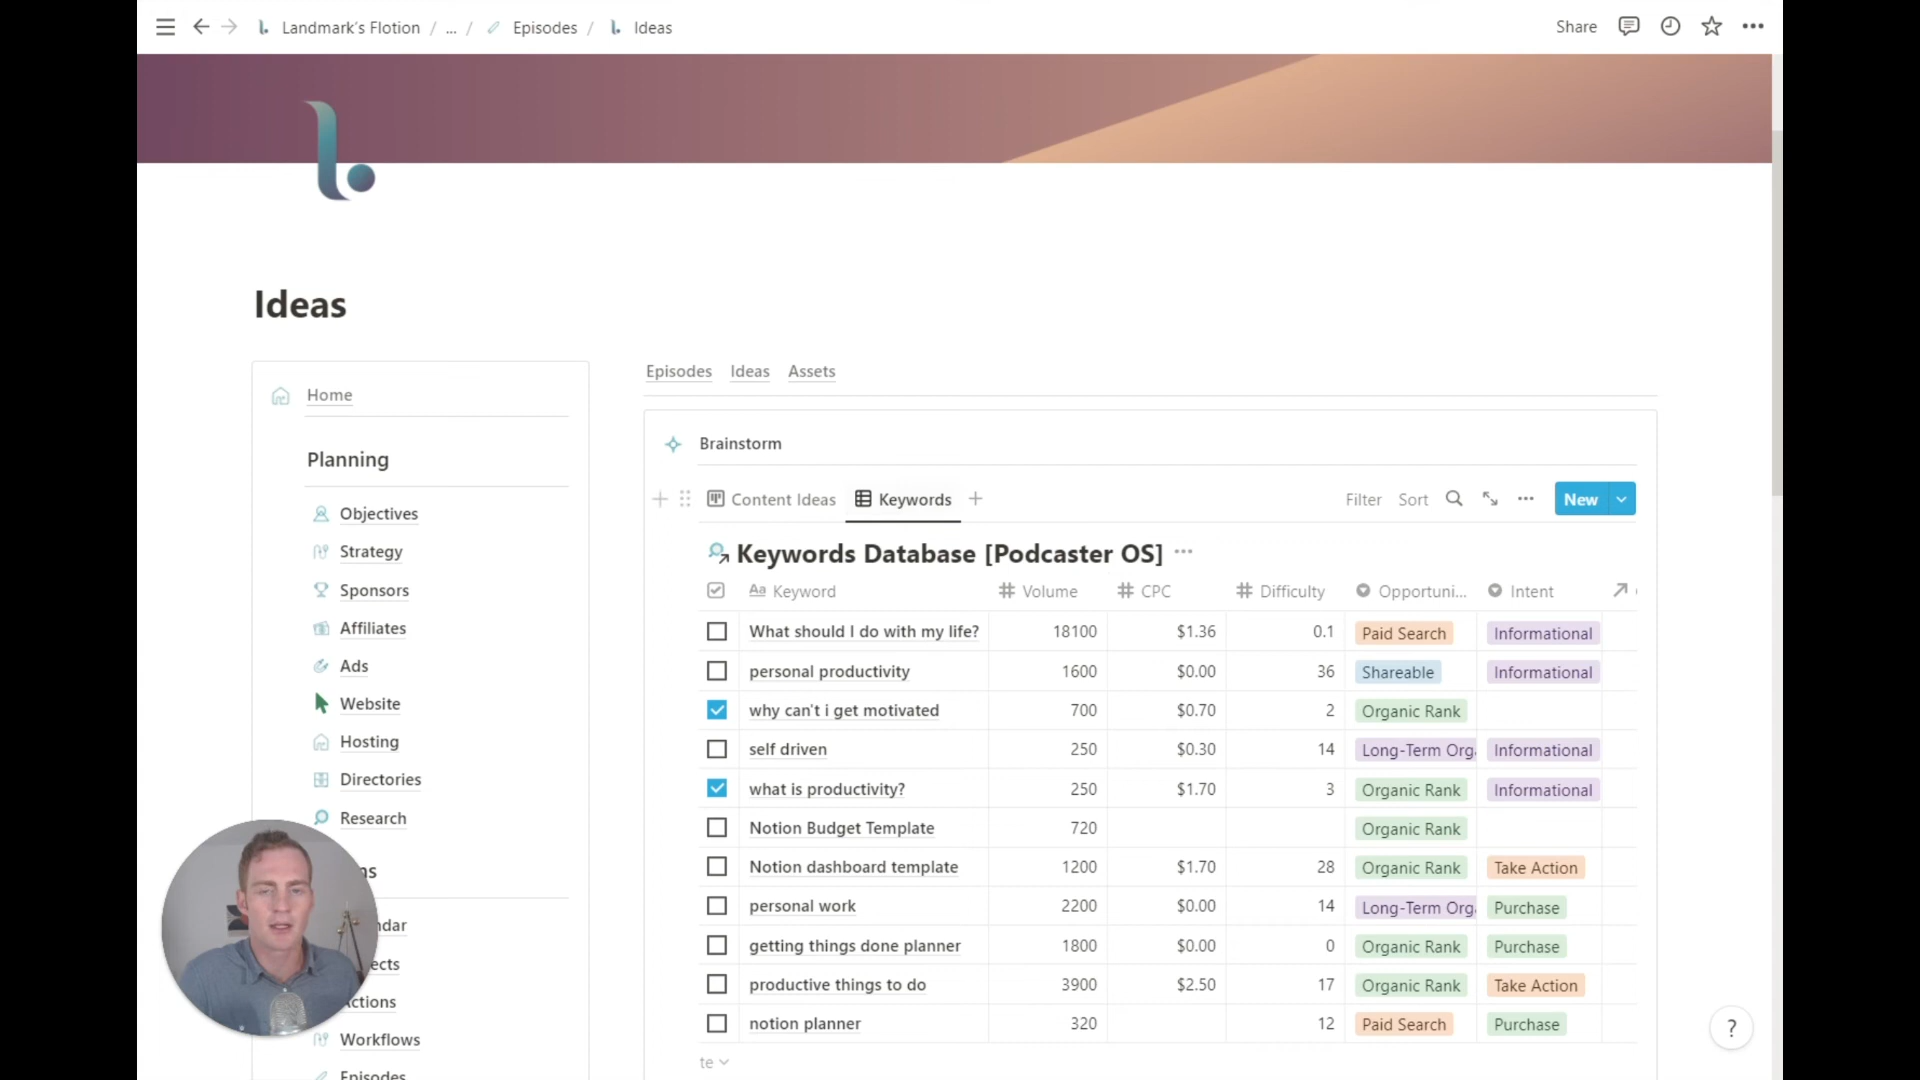 Landmark's Flotion / ... / Episodes / Ideas
Share
Ideas
Home
Planning
Objectives
Strategy
Sponsors
Affiliates
Ads
Website
Hosting
Directories
Research
ns
ndar
ects
Actions
Workflows
Episodes
Episodes Ideas Assets
Brainstorm
Content Ideas Keywords
Filter Sort New
Keywords Database [Podcaster OS] ...
Aa Keyword # Volume # CPC # Difficulty Opportuni... Intent
What should I do with my life? 18100 $1.36 0.1 Paid Search Informational
personal productivity 1600 $0.00 36 Shareable Informational
why can't i get motivated 700 $0.70 2 Organic Rank
self driven 250 $0.30 14 Long-Term Org Informational
what is productivity? 250 $1.70 3 Organic Rank Informational
Notion Budget Template 720 Organic Rank
Notion dashboard template 1200 $1.70 28 Organic Rank Take Action
personal work 2200 $0.00 14 Long-Term Org Purchase
getting things done planner 1800 $0.00 0 Organic Rank Purchase
productive things to do 3900 $2.50 17 Organic Rank Take Action
notion planner 320 12 Paid Search Purchase
te
?